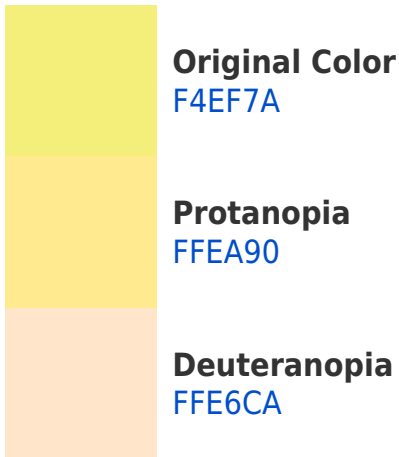 Original Color
F4EF7A
Protanopia
FFEA90
Deuteranopia
FFE6CA